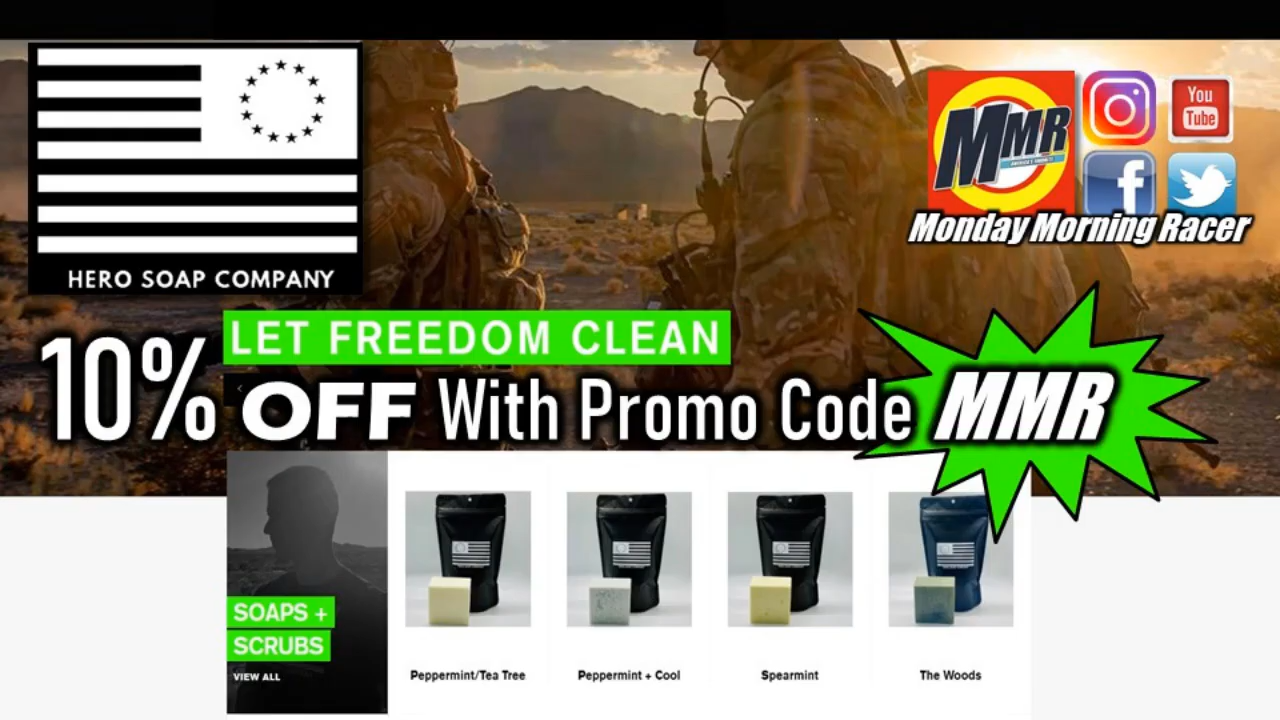 HERO SOAP COMPANY
MMR
You
Tube
f
Monday Morning Racer
LET FREEDOM CLEAN
10% OFF With Promo Code MMR
SOAPS +
SCRUBS
VIEW ALL
Peppermint/Tea Tree
Peppermint + Cool
Spearmint
The Woods